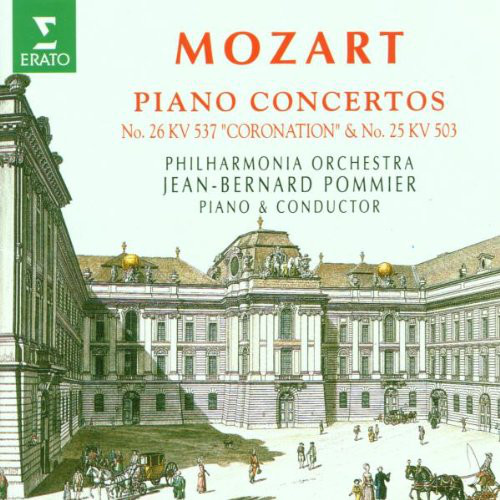 ERATO
MOZART
PIANO CONCERTOS
No. 26 KV 537 "CORONATION" & No. 25 KV 503
PHILHARMONIA ORCHESTRA
JEAN-BERNARD POMMIER
PIANO & CONDUCTOR